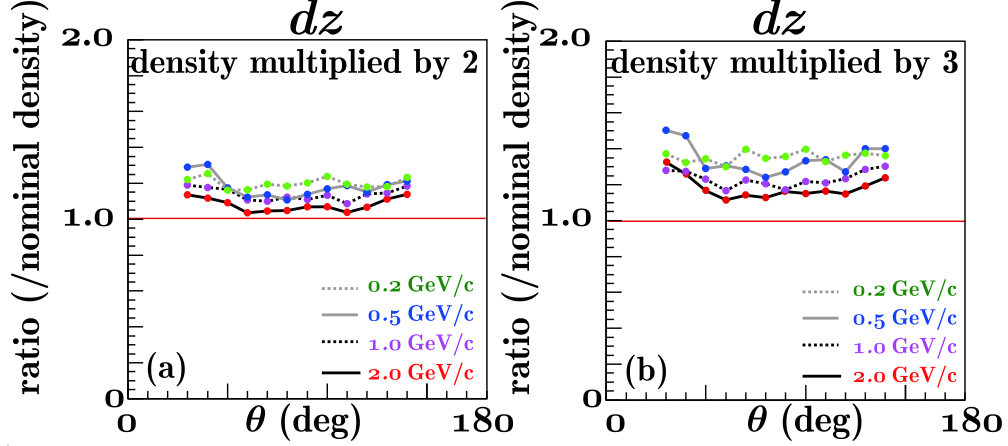 dz
2.0
density multiplied by 2
1.0
0
ratio (/nominal density)
0.2 GeV/c
0.5 GeV/c
1.0 GeV/c
2.0 GeV/c
(a)
0
θ (deg)
180
dz
2.0
density multiplied by 3
1.0
0
ratio (/nominal density)
0.2 GeV/c
0.5 GeV/c
1.0 GeV/c
2.0 GeV/c
(b)
0
θ (deg)
180